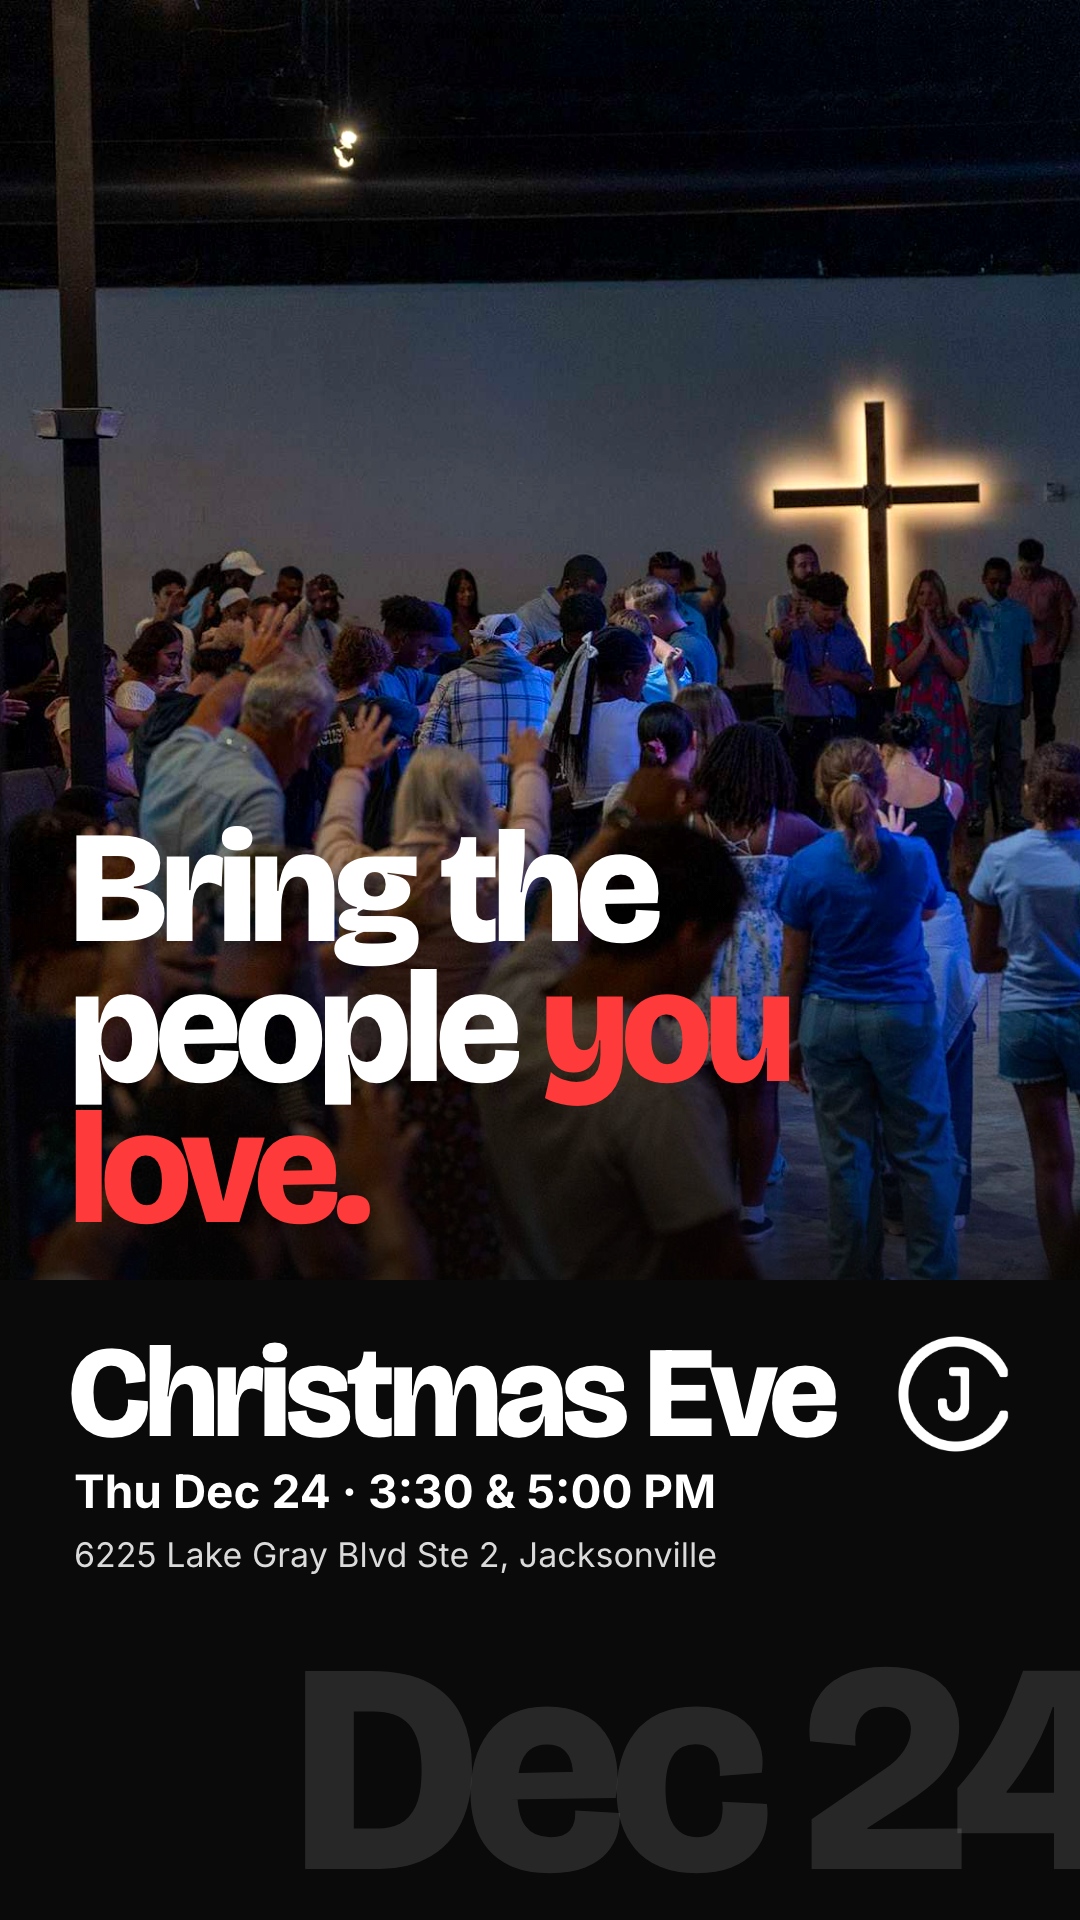 Bring the
people you
love.
Christmas Eve
J
Thu Dec 24 · 3:30 & 5:00 PM
6225 Lake Gray Blvd Ste 2, Jacksonville
Dec 24